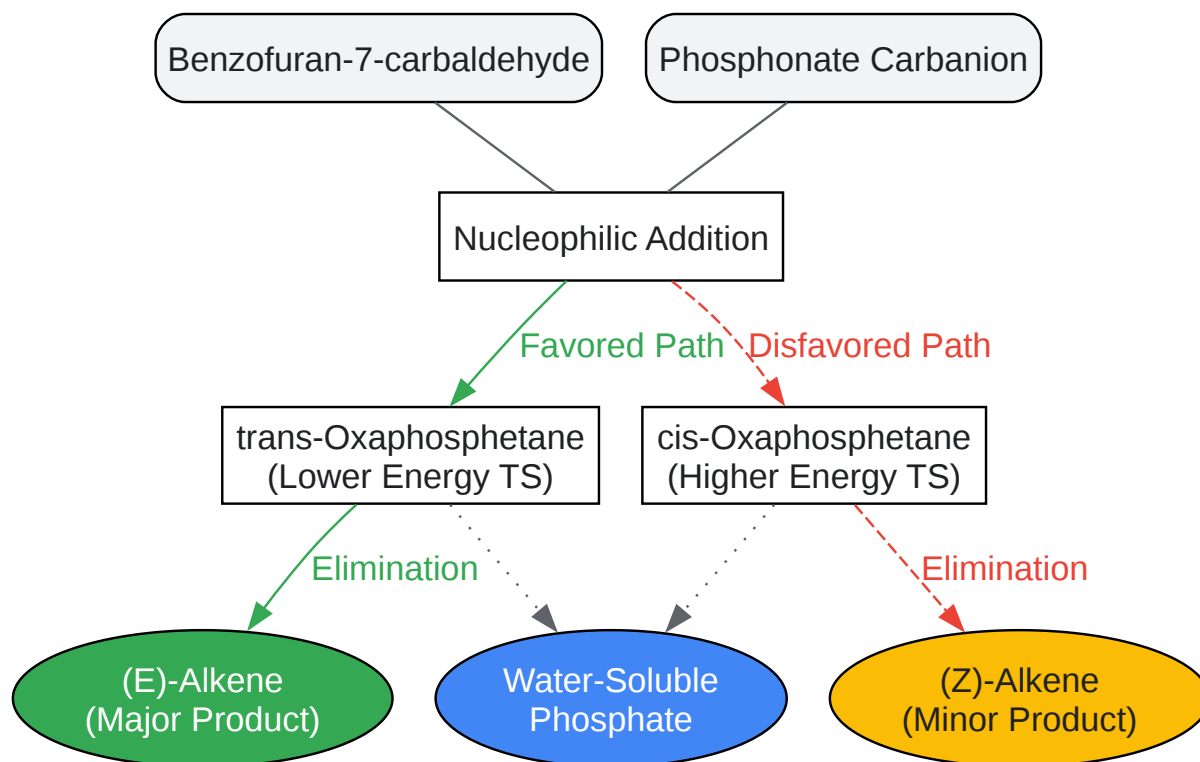 Benzofuran-7-carbaldehyde
Phosphonate Carbanion
Nucleophilic Addition
Favored Path
Disfavored Path
trans-Oxaphosphetane
(Lower Energy TS)
cis-Oxaphosphetane
(Higher Energy TS)
Elimination
Elimination
(E)-Alkene
(Major Product)
Water-Soluble
Phosphate
(Z)-Alkene
(Minor Product)